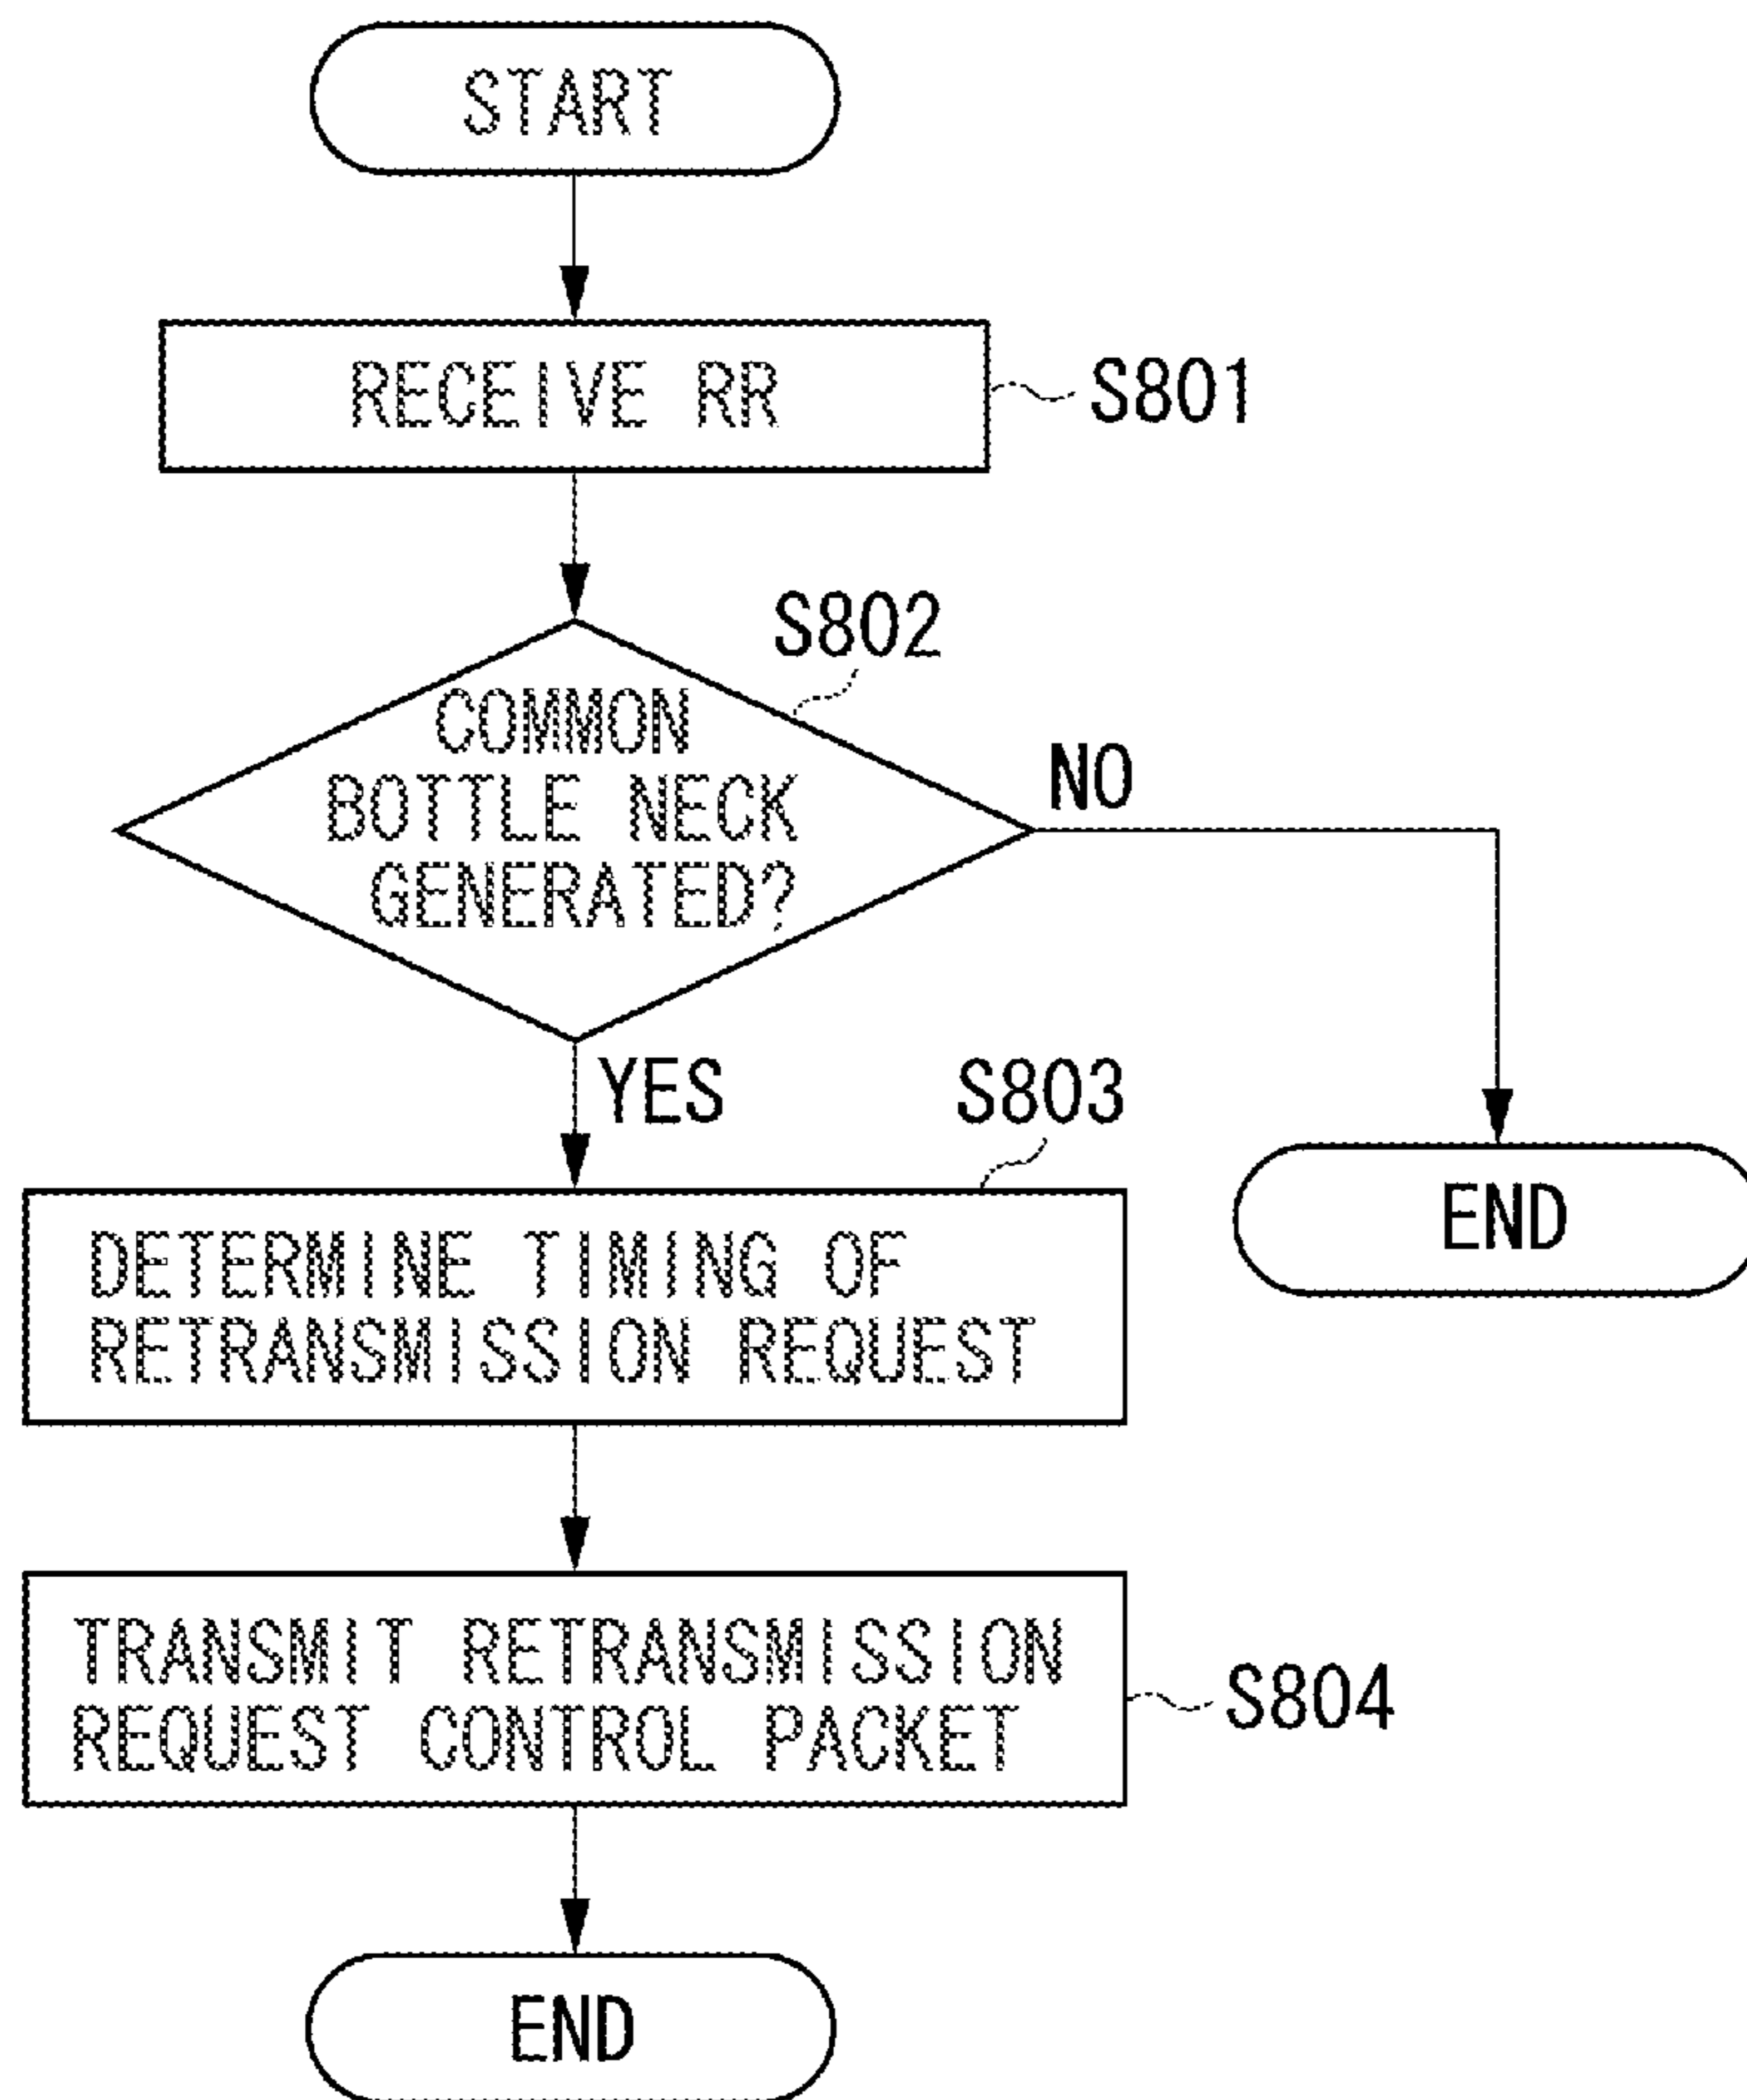 START
RECEIVE RR
S801
S802
COMMON
BOTTLE NECK
GENERATED?
NO
YES
S803
END
DETERMINE TIMING OF
RETRANSMISSION REQUEST
TRANSMIT RETRANSMISSION
REQUEST CONTROL PACKET
S804
END